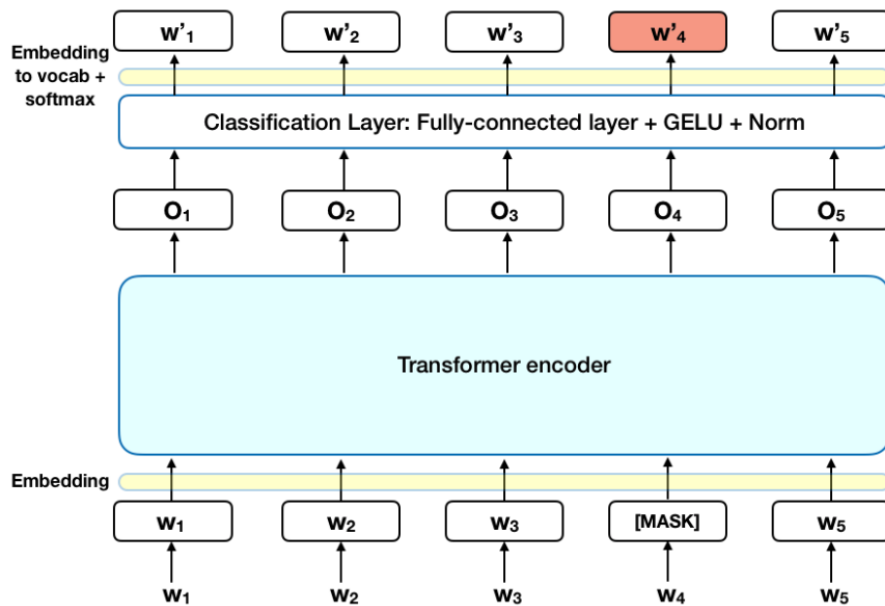 w'₁ w'₂ w'₃ w'₄ w'₅
Embedding
to vocab +
softmax
Classification Layer: Fully-connected layer + GELU + Norm
O₁ O₂ O₃ O₄ O₅
Transformer encoder
Embedding
W₁ W₂ W₃ [MASK] W₅
W₁ W₂ W₃ W₄ W₅